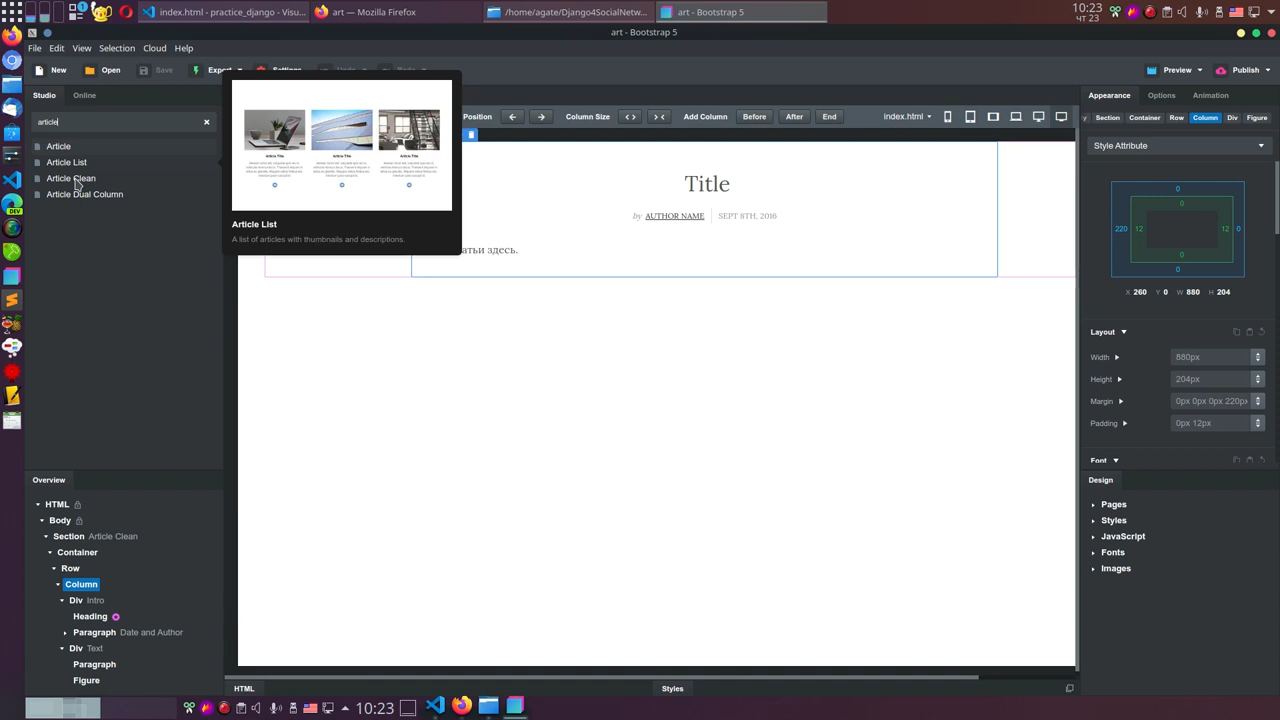 index.html - practice_django - Visu...
art — Mozilla Firefox
/home/agate/Django4SocialNetw...
art - Bootstrap 5
10:23
чт 23
art - Bootstrap 5
File Edit View Selection Cloud Help
New Open Save Export Settings
Preview Publish
Studio Online
article
Article
Article List
Article Clean
Article Dual Column
Article Title Article Title Article Title
Article List
A list of articles with thumbnails and descriptions.
Position Column Size Add Column Before After End index.html
Title
by AUTHOR NAME SEPT 8TH, 2016
атьи здесь.
Appearance Options Animation
y Section Container Row Column Div Figure
Style Attribute
0
0
220 12 12 0
0
0
X 260 Y 0 W 880 H 204
Layout
Width 880px
Height 204px
Margin 0px 0px 0px 220px
Padding 0px 12px
Font
Overview
HTML
Body
Section Article Clean
Container
Row
Column
Div Intro
Heading
Paragraph Date and Author
Div Text
Paragraph
Figure
Design
Pages
Styles
JavaScript
Fonts
Images
HTML Styles
DEV
10:23